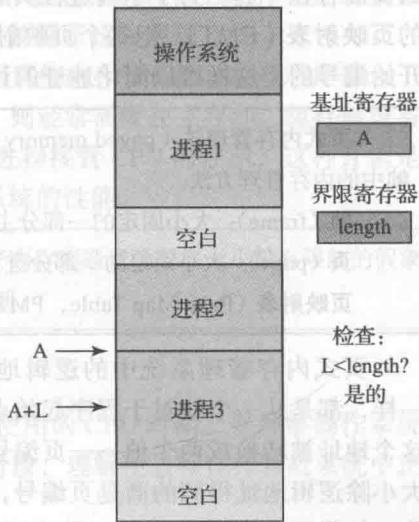 操作系统
进程1
空白
进程2
进程3
空白
A
A+L
基址寄存器
A
界限寄存器
length
检查：
L<length?
是的